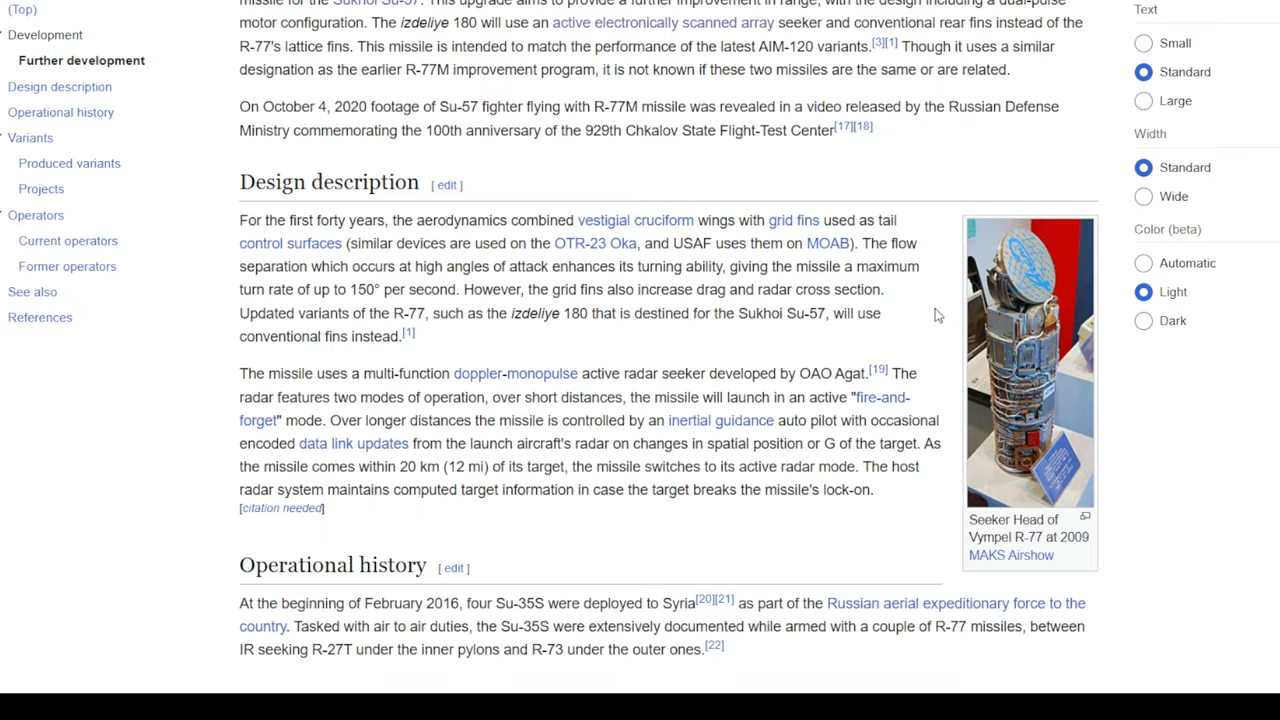 (Top)
Development
Further development
Design description
Operational history
Variants
Produced variants
Projects
Operators
Current operators
Former operators
See also
References
missile for the Sukhoi Su-57. This upgrade aims to provide a further improvement in range, with the design including a dual-pulse
motor configuration. The izdeliye 180 will use an active electronically scanned array seeker and conventional rear fins instead of the
R-77's lattice fins. This missile is intended to match the performance of the latest AIM-120 variants.[3][1] Though it uses a similar
designation as the earlier R-77M improvement program, it is not known if these two missiles are the same or are related.
On October 4, 2020 footage of Su-57 fighter flying with R-77M missile was revealed in a video released by the Russian Defense
Ministry commemorating the 100th anniversary of the 929th Chkalov State Flight-Test Center[17][18]
Design description [ edit ]
For the first forty years, the aerodynamics combined vestigial cruciform wings with grid fins used as tail
control surfaces (similar devices are used on the OTR-23 Oka, and USAF uses them on MOAB). The flow
separation which occurs at high angles of attack enhances its turning ability, giving the missile a maximum
turn rate of up to 150° per second. However, the grid fins also increase drag and radar cross section.
Updated variants of the R-77, such as the izdeliye 180 that is destined for the Sukhoi Su-57, will use
conventional fins instead.[1]
The missile uses a multi-function doppler-monopulse active radar seeker developed by OAO Agat.[19] The
radar features two modes of operation, over short distances, the missile will launch in an active "fire-and-
forget" mode. Over longer distances the missile is controlled by an inertial guidance auto pilot with occasional
encoded data link updates from the launch aircraft's radar on changes in spatial position or G of the target. As
the missile comes within 20 km (12 mi) of its target, the missile switches to its active radar mode. The host
radar system maintains computed target information in case the target breaks the missile's lock-on.
[citation needed]
Seeker Head of
Vympel R-77 at 2009
MAKS Airshow
Operational history [ edit ]
At the beginning of February 2016, four Su-35S were deployed to Syria[20][21] as part of the Russian aerial expeditionary force to the
country. Tasked with air to air duties, the Su-35S were extensively documented while armed with a couple of R-77 missiles, between
IR seeking R-27T under the inner pylons and R-73 under the outer ones.[22]
Text
Small
Standard
Large
Width
Standard
Wide
Color (beta)
Automatic
Light
Dark